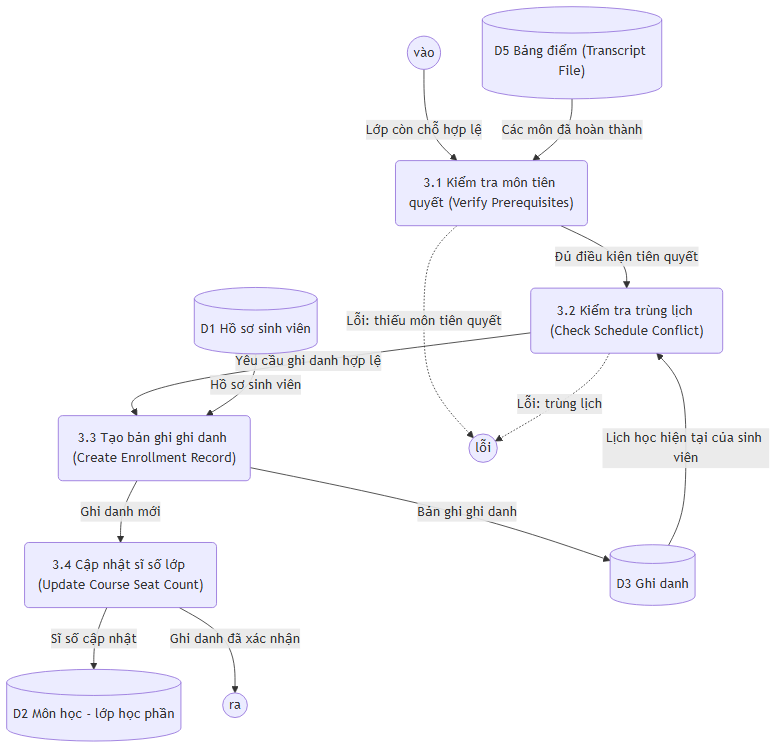 vào
D5 Bảng điểm (Transcript
File)
Lớp còn chỗ hợp lệ
Các môn đã hoàn thành
3.1 Kiểm tra môn tiên
quyết (Verify Prerequisites)
Đủ điều kiện tiên quyết
D1 Hồ sơ sinh viên
Lỗi: thiếu môn tiên quyết
3.2 Kiểm tra trùng lịch
(Check Schedule Conflict)
Yêu cầu ghi danh hợp lệ
Hồ sơ sinh viên
Lỗi: trùng lịch
3.3 Tạo bản ghi ghi danh
(Create Enrollment Record)
lỗi
Lịch học hiện tại của sinh
viên
Ghi danh mới
Bản ghi ghi danh
3.4 Cập nhật sĩ số lớp
(Update Course Seat Count)
D3 Ghi danh
Sĩ số cập nhật
Ghi danh đã xác nhận
D2 Môn học - lớp học phần
ra